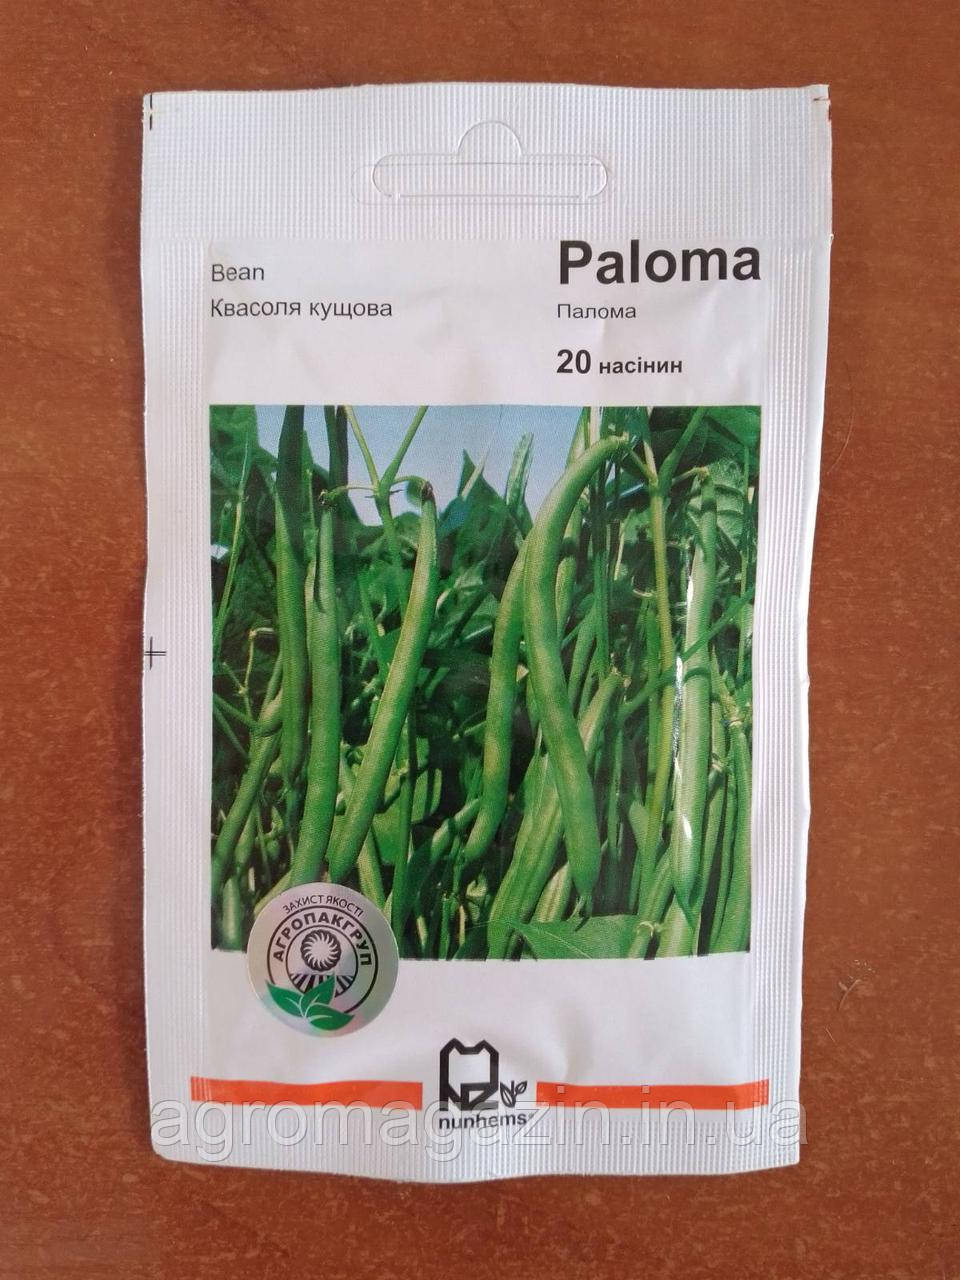 Bean
Квасоля кущова
Paloma
Палома
20 насінин
ЗАХИСТ ЯКОСТІ
АГРОПАКГРУП
nunhems
agromagazin.in.ua